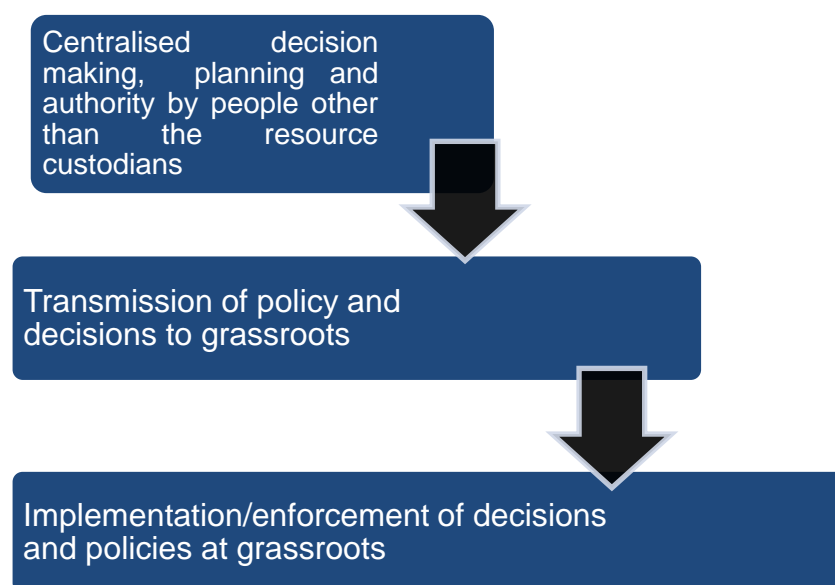 Centralised decision
making, planning and
authority by people other
than the resource
custodians
Transmission of policy and
decisions to grassroots
Implementation/enforcement of decisions
and policies at grassroots